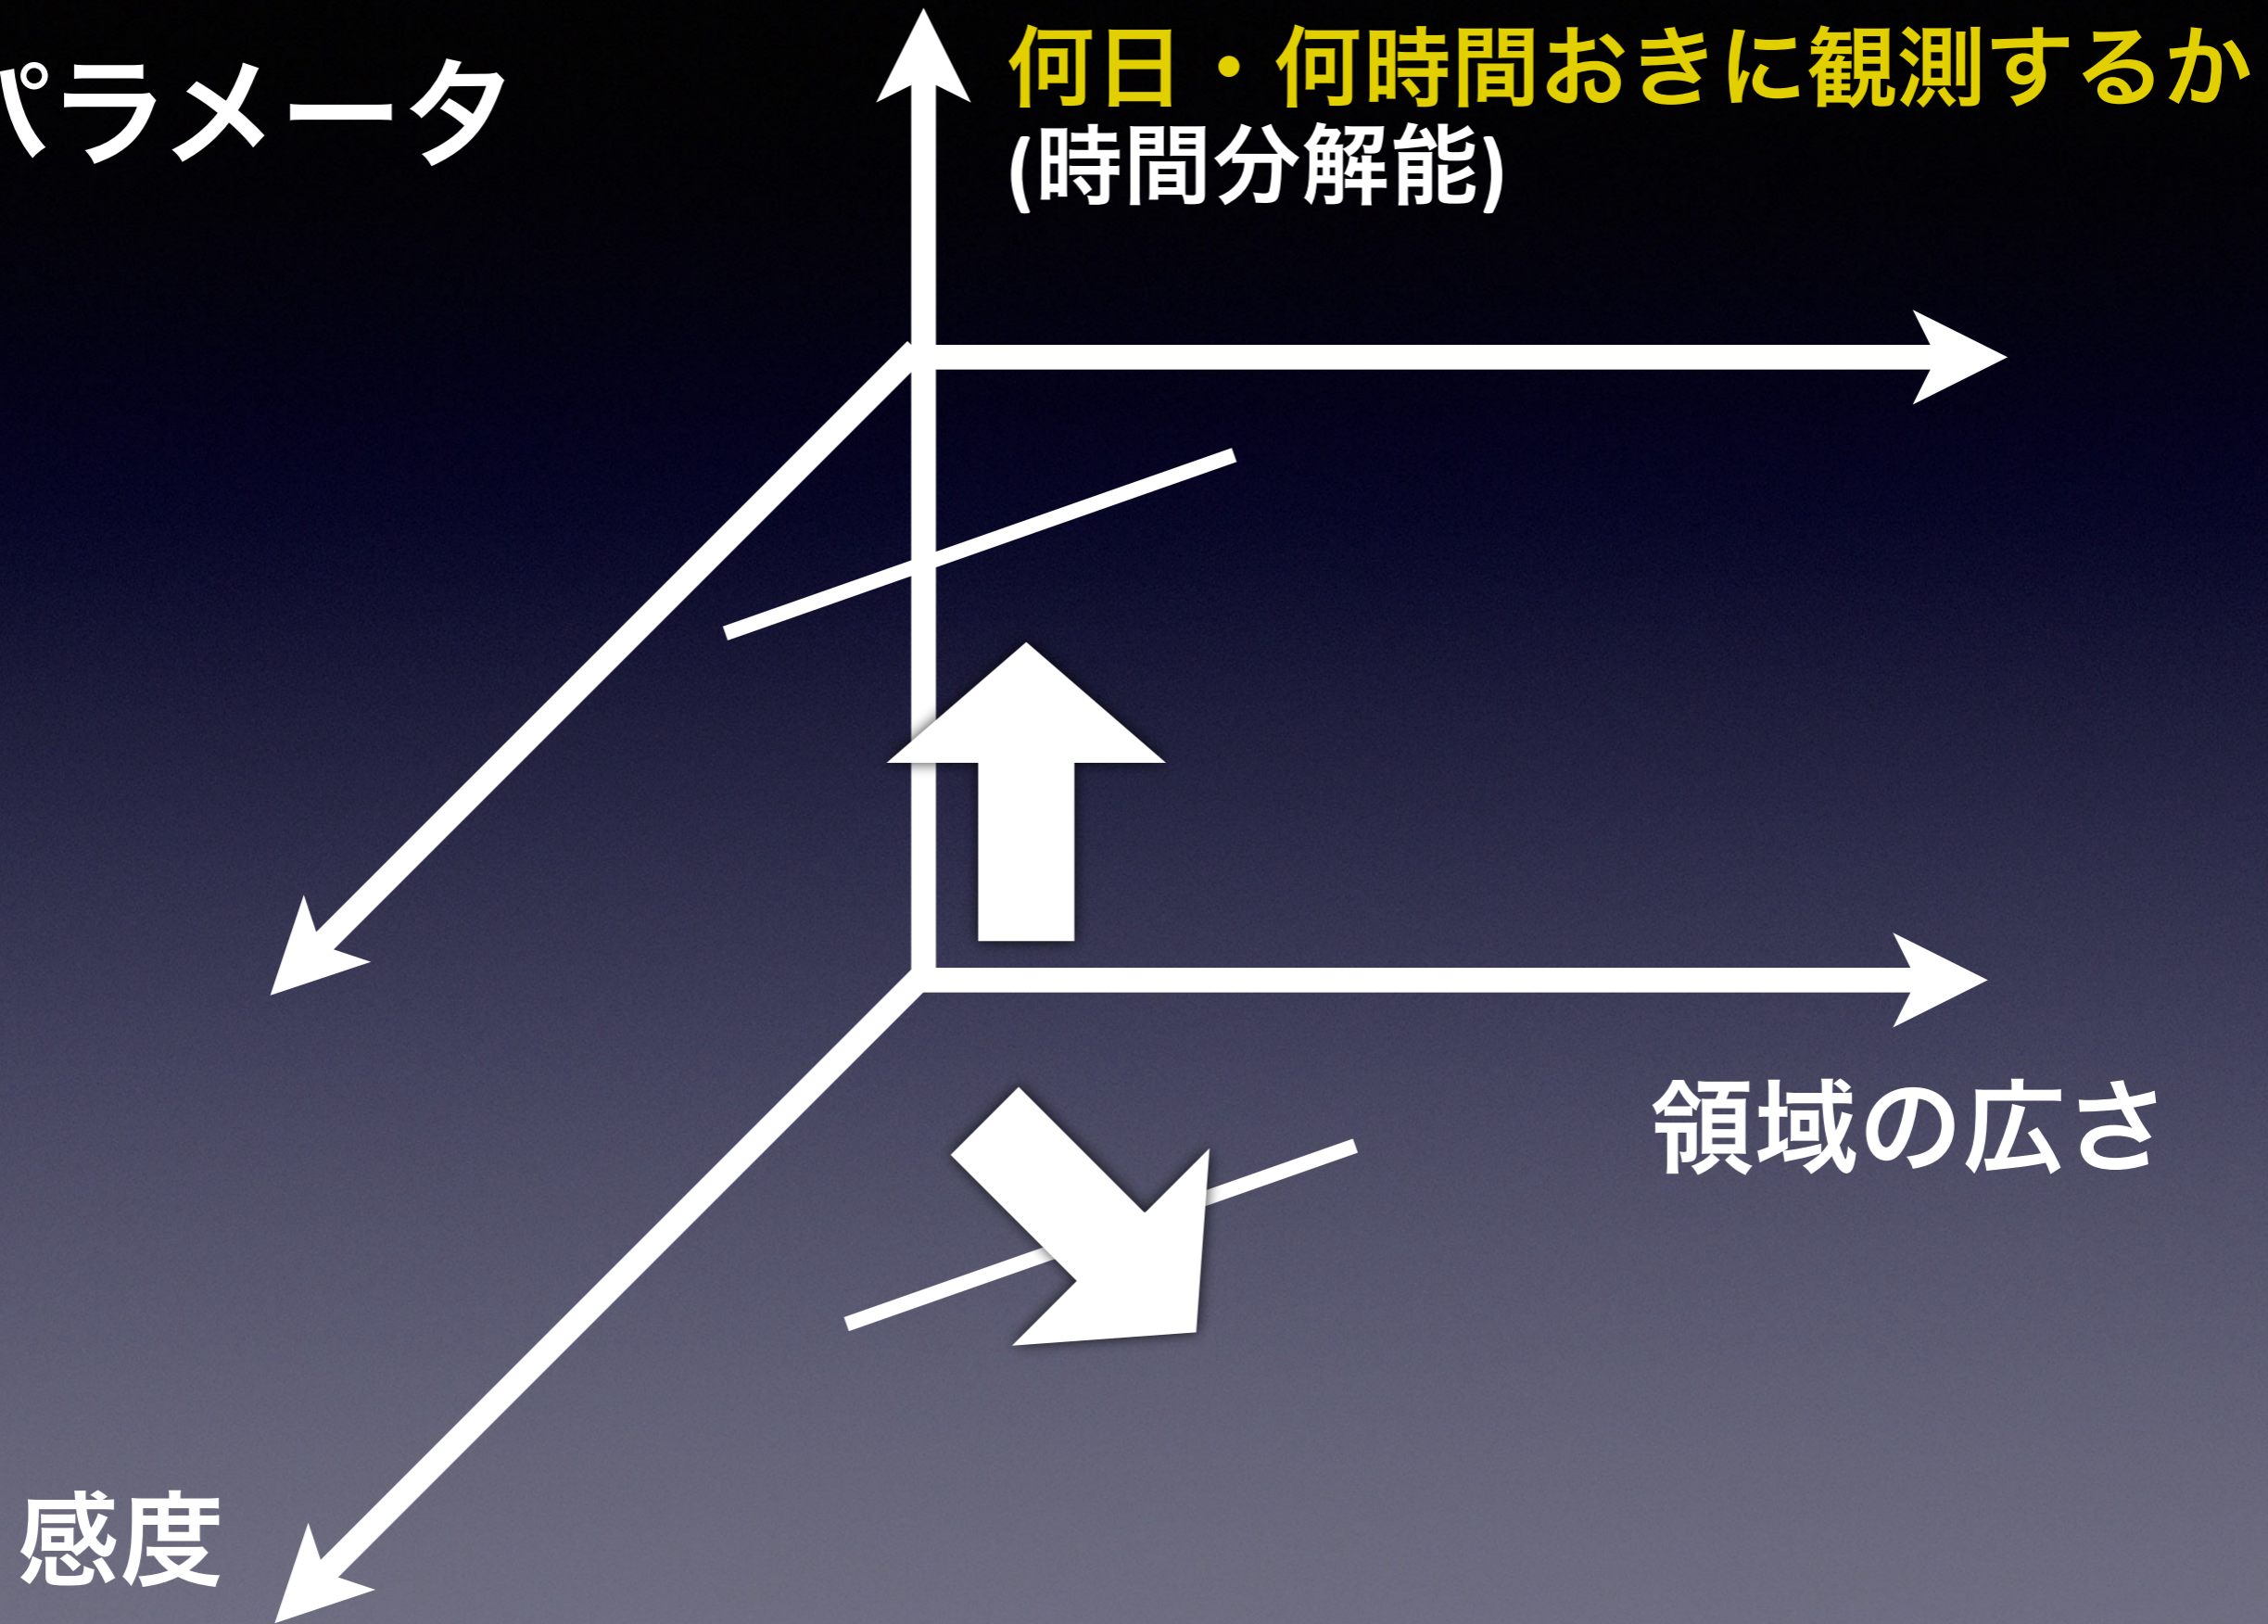 パラメータ
何日・何時間おきに観測するか
(時間分解能)
領域の広さ
感度